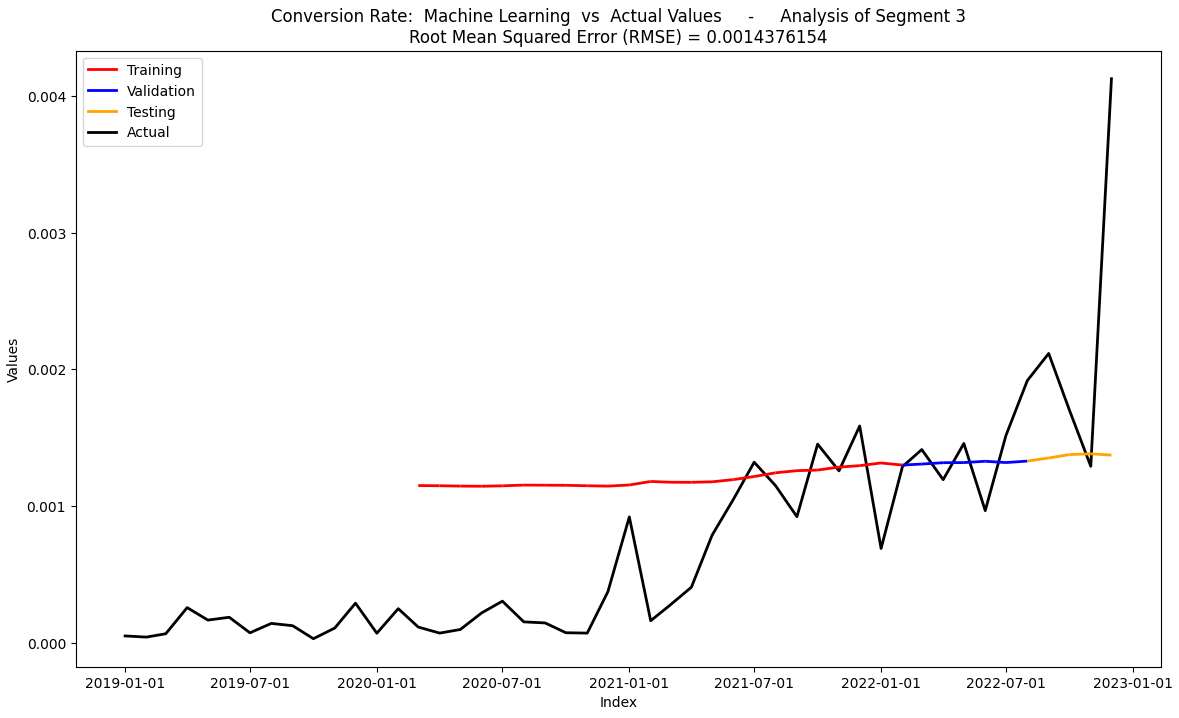 Conversion Rate:  Machine Learning  vs  Actual Values     -     Analysis of Segment 3
Root Mean Squared Error (RMSE) = 0.0014376154
Training
Validation
Testing
Actual
Values
0.004
0.003
0.002
0.001
0.000
2019-01-01 2019-07-01 2020-01-01 2020-07-01 2021-01-01 2021-07-01 2022-01-01 2022-07-01 2023-01-01
Index